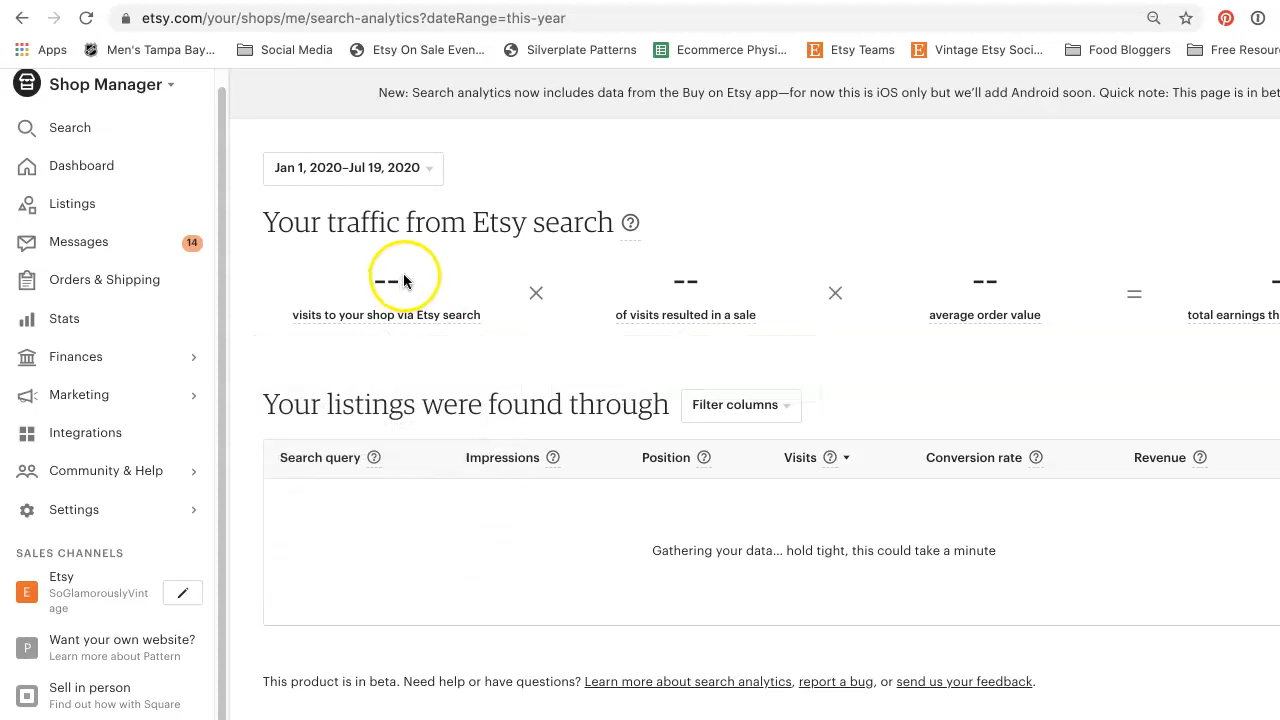 etsy.com/your/shops/me/search-analytics?dateRange=this-year
Apps
Men's Tampa Bay...
Social Media
Etsy On Sale Even...
Silverplate Patterns
Ecommerce Physi...
Etsy Teams
Vintage Etsy Soci...
Food Bloggers
Free Resour
Shop Manager
New: Search analytics now includes data from the Buy on Etsy app—for now this is iOS only but we'll add Android soon. Quick note: This page is in bet
Search
Dashboard
Listings
Messages
14
Orders & Shipping
Stats
Finances
Marketing
Integrations
Community & Help
Settings
SALES CHANNELS
E
Etsy
SoGlamorouslyVint
age
P
Want your own website?
Learn more about Pattern
Sell in person
Find out how with Square
Jan 1, 2020–Jul 19, 2020
Your traffic from Etsy search ?
-- × -- × -- = -
visits to your shop via Etsy search
of visits resulted in a sale
average order value
total earnings th
Your listings were found through
Filter columns
Search query ? Impressions ? Position ? Visits ? Conversion rate ? Revenue ?
Gathering your data... hold tight, this could take a minute
This product is in beta. Need help or have questions? Learn more about search analytics, report a bug, or send us your feedback.